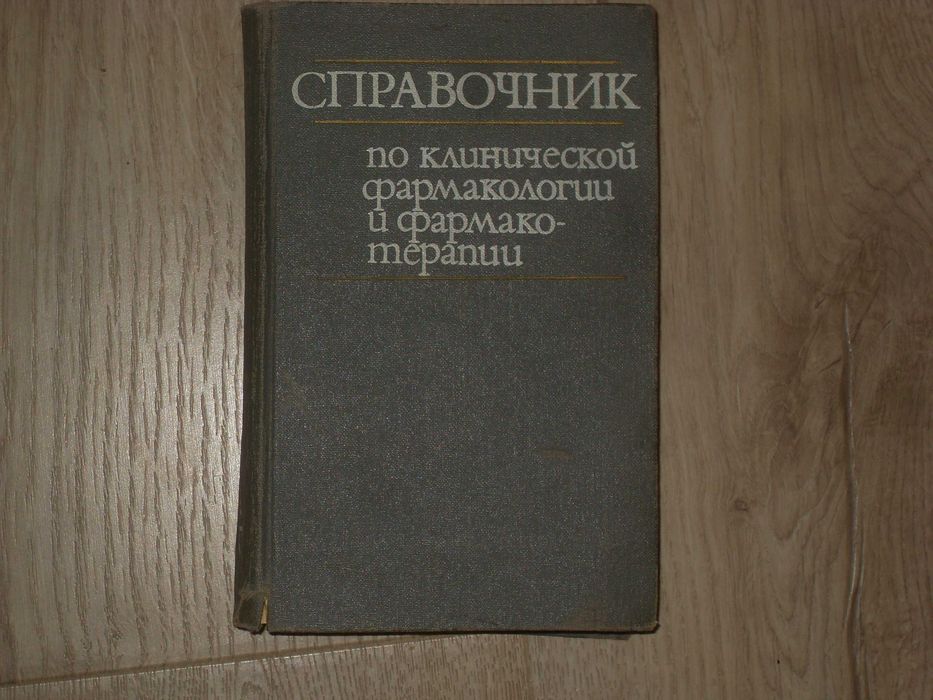 СПРАВОЧНИК
по клинической
фармакологии
и фармако-
терапии